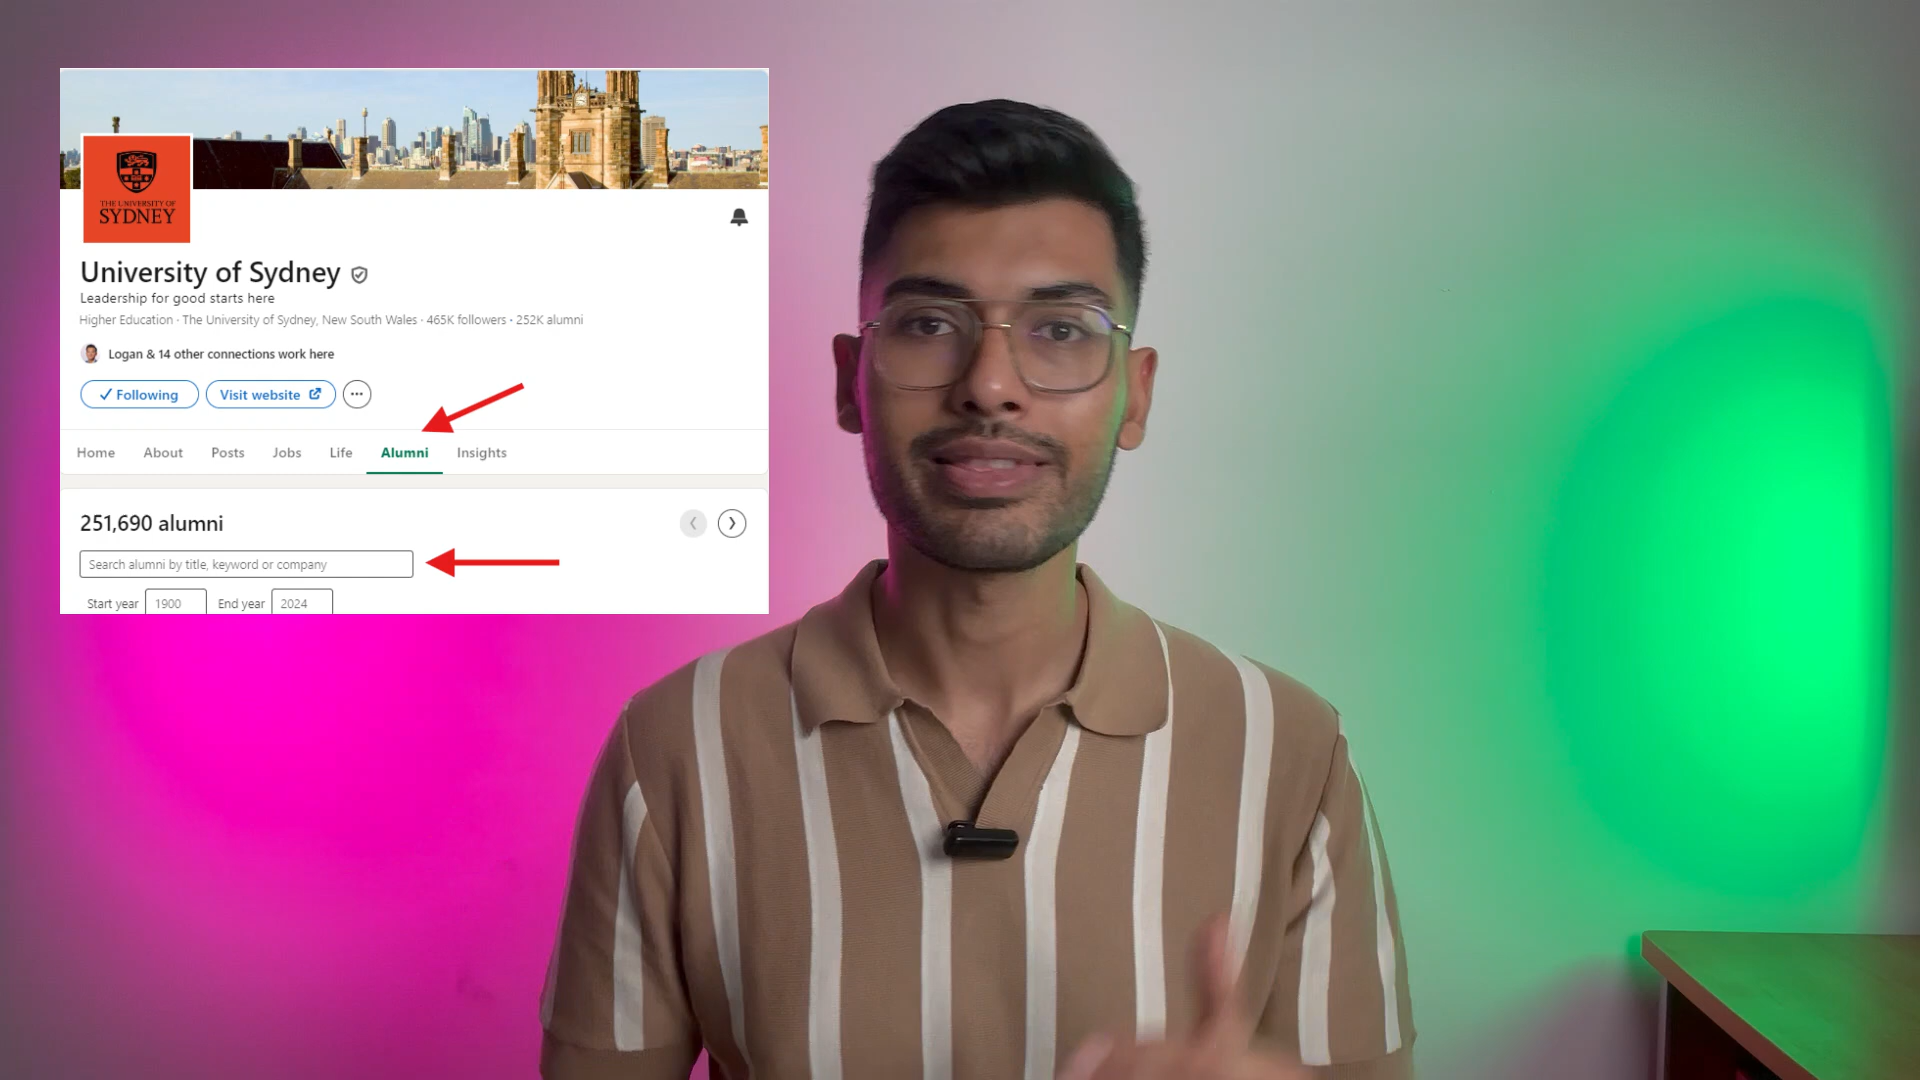 THE UNIVERSITY OF
SYDNEY
University of Sydney
Leadership for good starts here
Higher Education · The University of Sydney, New South Wales · 465K followers · 252K alumni
Logan & 14 other connections work here
Following Visit website
Home About Posts Jobs Life Alumni Insights
251,690 alumni
Search alumni by title, keyword or company
Start year 1900 End year 2024